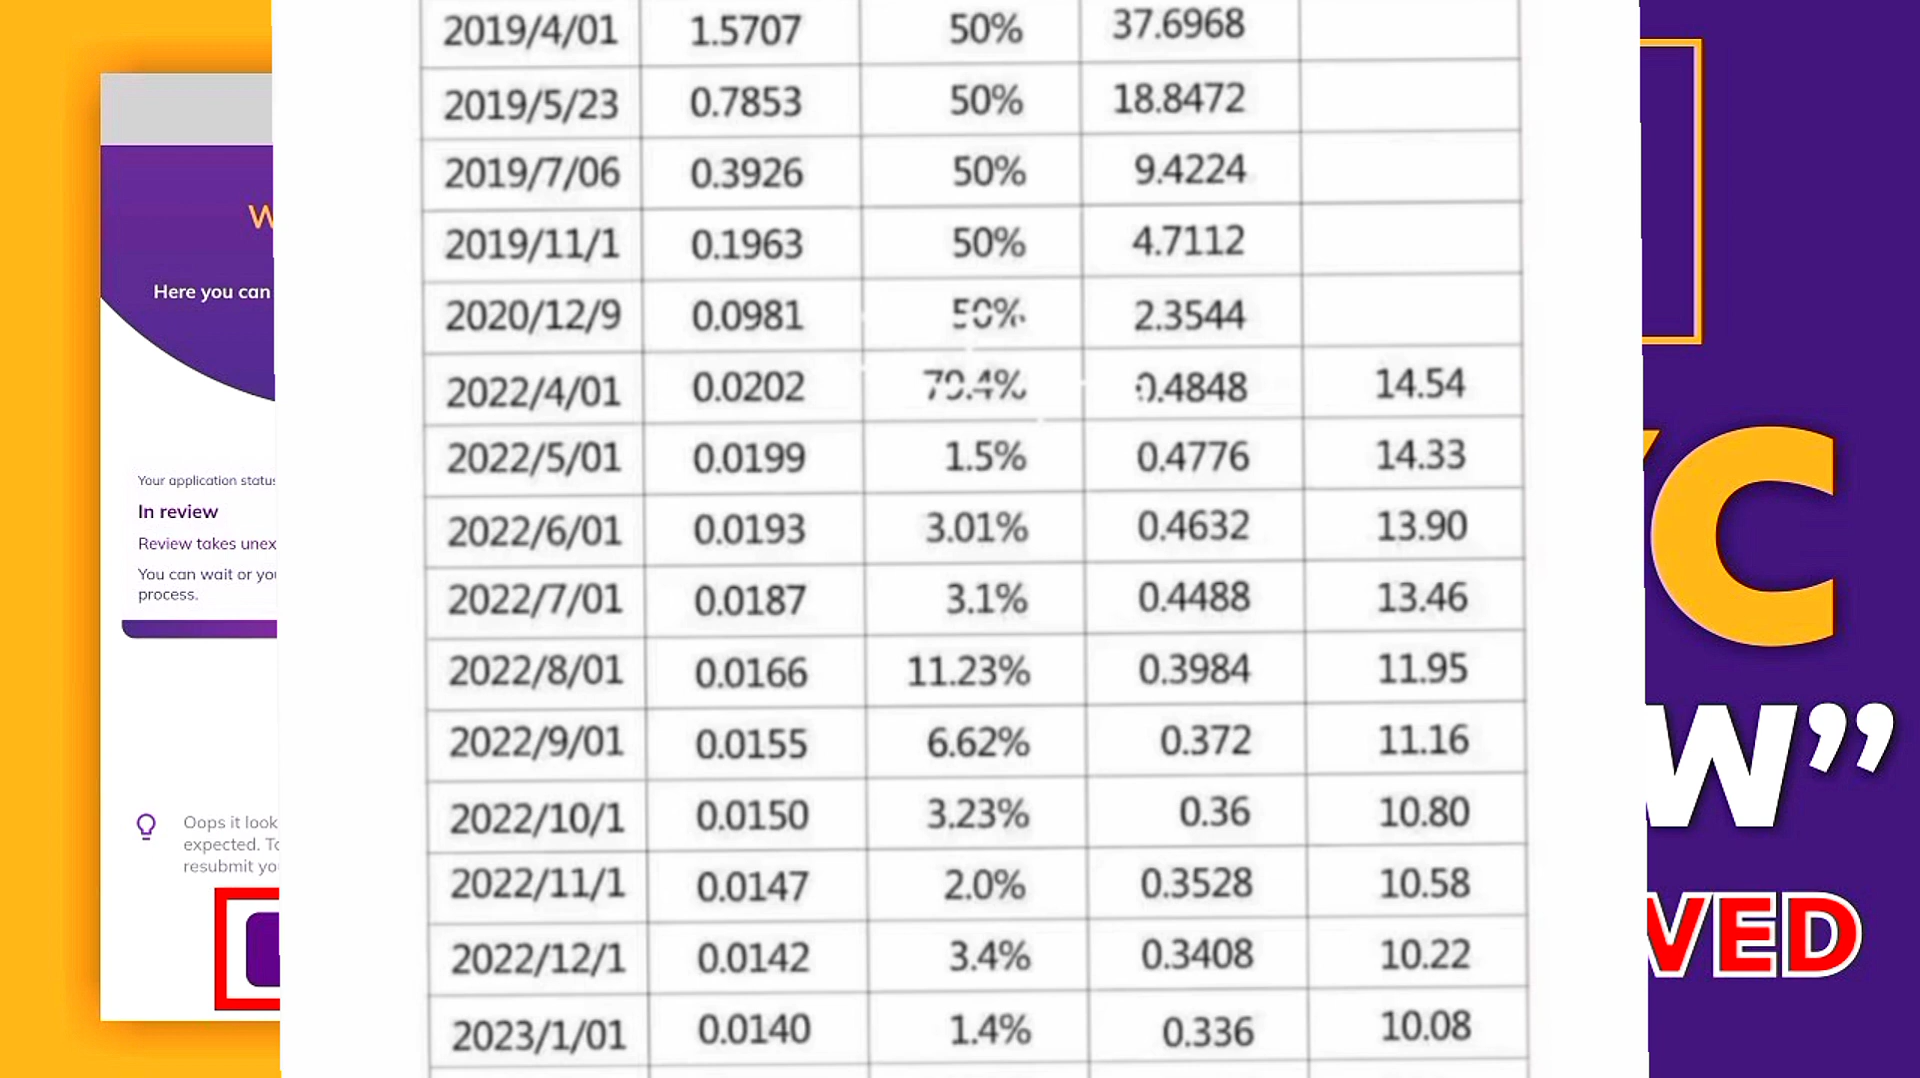 2019/4/01 1.5707 50% 37.6968
2019/5/23 0.7853 50% 18.8472
2019/7/06 0.3926 50% 9.4224
2019/11/1 0.1963 50% 4.7112
2020/12/9 0.0981 50% 2.3544
2022/4/01 0.0202 79.4% 0.4848 14.54
2022/5/01 0.0199 1.5% 0.4776 14.33
2022/6/01 0.0193 3.01% 0.4632 13.90
2022/7/01 0.0187 3.1% 0.4488 13.46
2022/8/01 0.0166 11.23% 0.3984 11.95
2022/9/01 0.0155 6.62% 0.372 11.16
2022/10/1 0.0150 3.23% 0.36 10.80
2022/11/1 0.0147 2.0% 0.3528 10.58
2022/12/1 0.0142 3.4% 0.3408 10.22
2023/1/01 0.0140 1.4% 0.336 10.08
W
Here you can
Your application status
In review
Review takes unex
You can wait or you
process.
Oops it look
expected. To
resubmit yo
YC
W”
VED